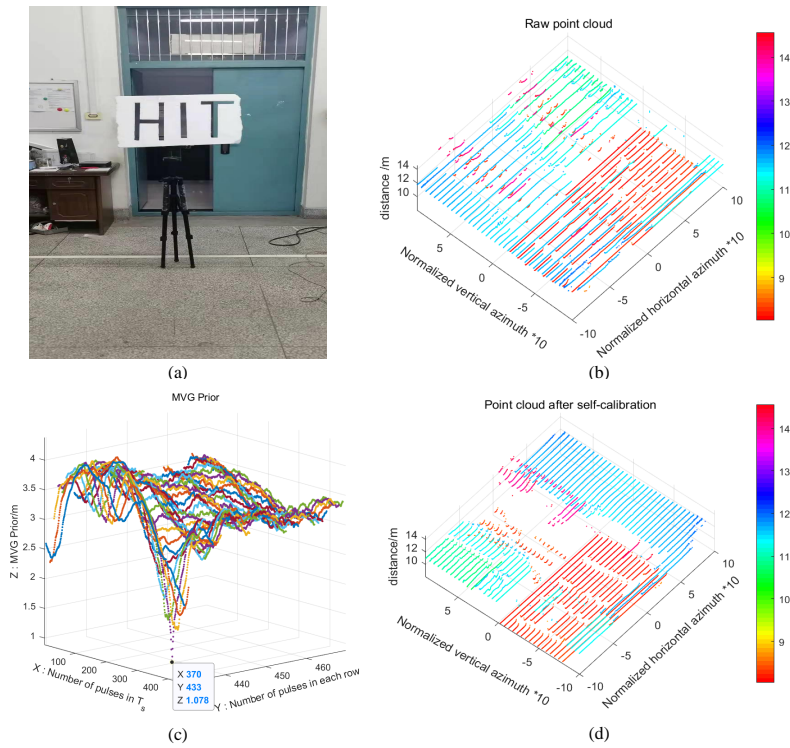 HIT
(a)
Raw point cloud
distance /m
14
12
10
5
0
-5
-10
Normalized vertical azimuth *10
10
5
0
-5
Normalized horizontal azimuth *10
14
13
12
11
10
9
(b)
MVG Prior
Z : MVG Prior/m
4
3.5
3
2.5
2
1.5
1
100
200
300
400
X : Number of pulses in Ts
440
450
460
Y : Number of pulses in each row
X 370
Y 433
Z 1.078
(c)
Point cloud after self-calibration
distance/m
14
12
10
5
0
-5
-10
Normalized vertical azimuth *10
10
5
0
-5
Normalized horizontal azimuth *10
14
13
12
11
10
9
(d)